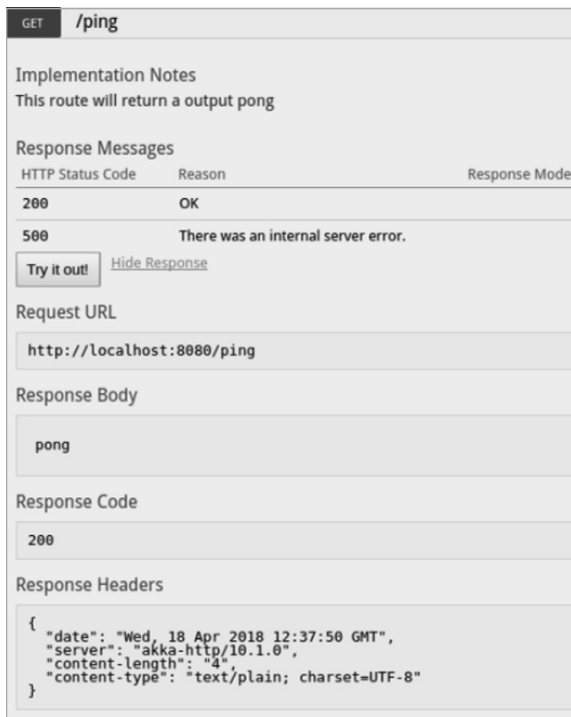 GET /ping
Implementation Notes
This route will return a output pong
Response Messages
HTTP Status Code Reason Response Mode
200 OK
500 There was an internal server error.
Try it out! Hide Response
Request URL
http://localhost:8080/ping
Response Body
pong
Response Code
200
Response Headers
{
"date": "Wed, 18 Apr 2018 12:37:50 GMT",
"server": "akka-http/10.1.0",
"content-length": "4",
"content-type": "text/plain; charset=UTF-8"
}